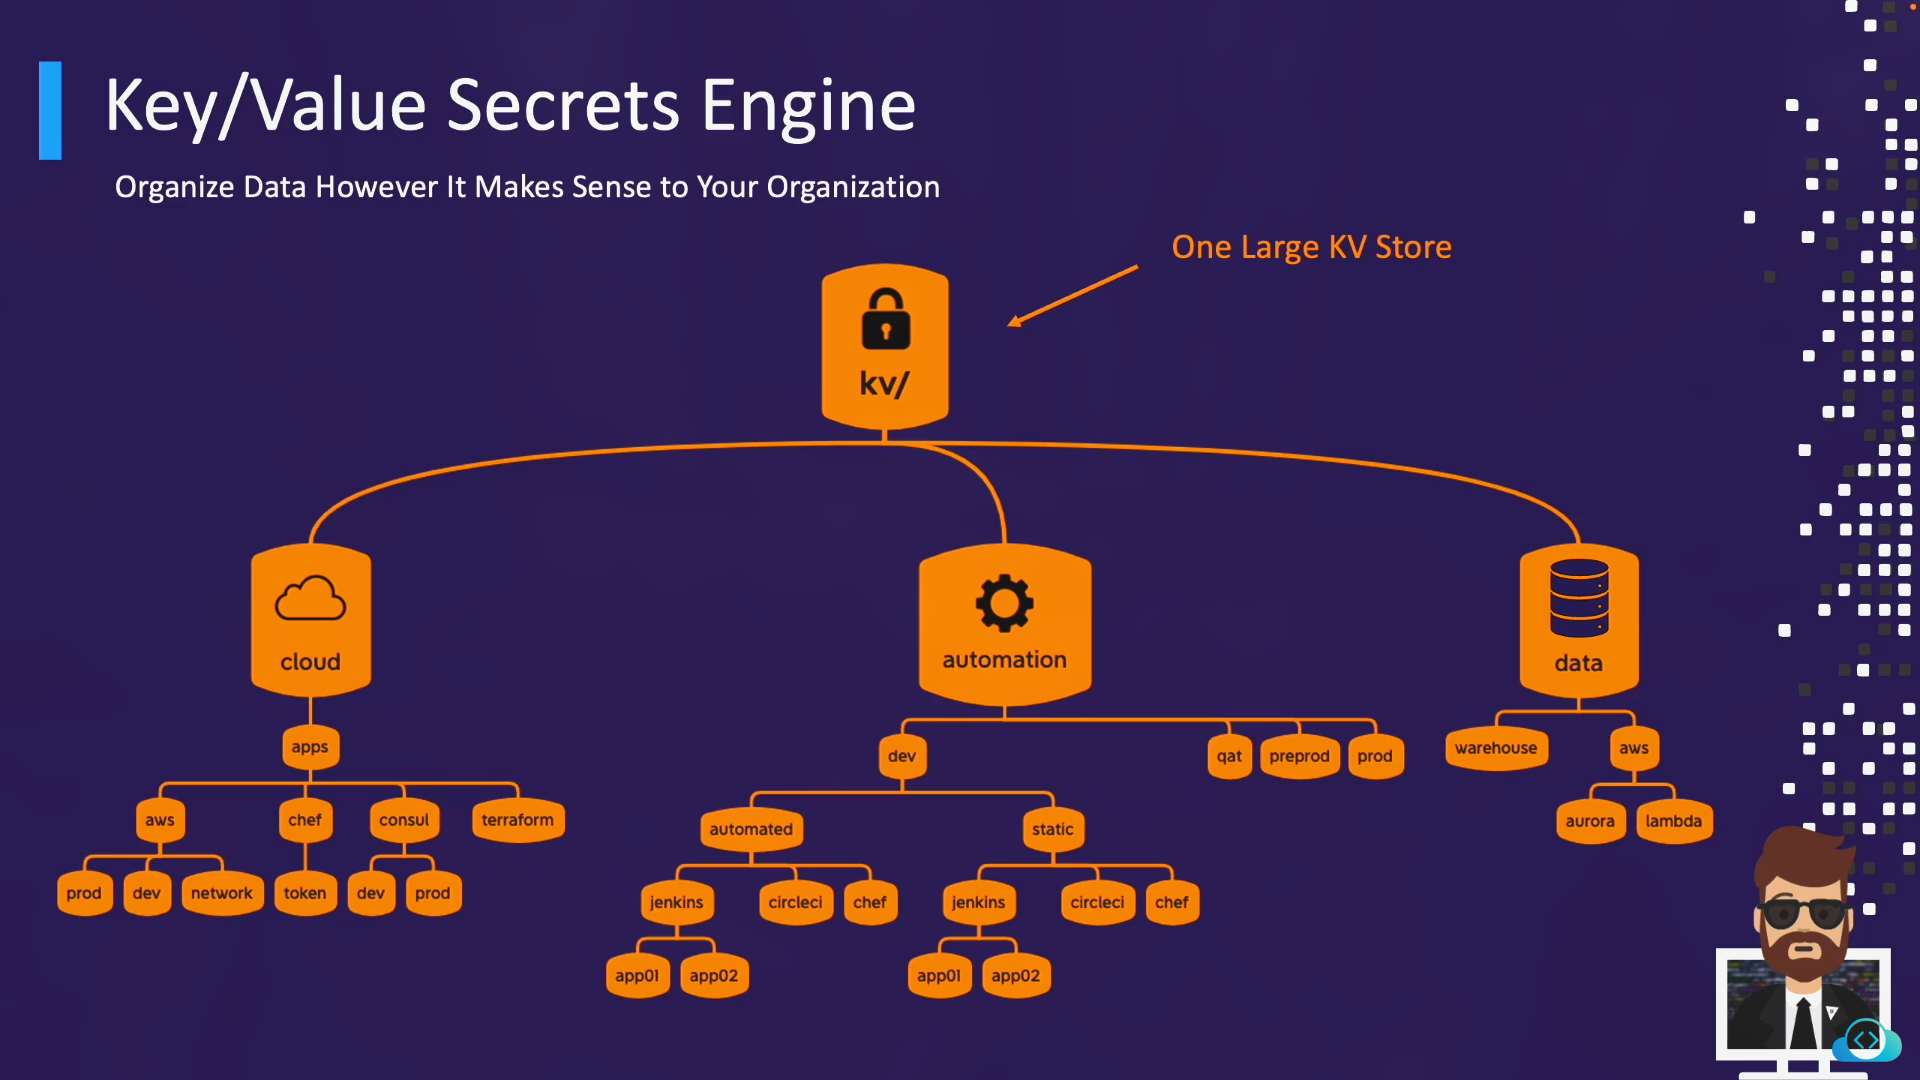 Key/Value Secrets Engine
Organize Data However It Makes Sense to Your Organization
One Large KV Store
kv/
cloud
automation
data
apps
dev
qat
preprod
prod
warehouse
aws
aws
chef
consul
terraform
automated
static
aurora
lambda
prod
dev
network
token
dev
prod
jenkins
circleci
chef
jenkins
circleci
chef
app01
app02
app01
app02